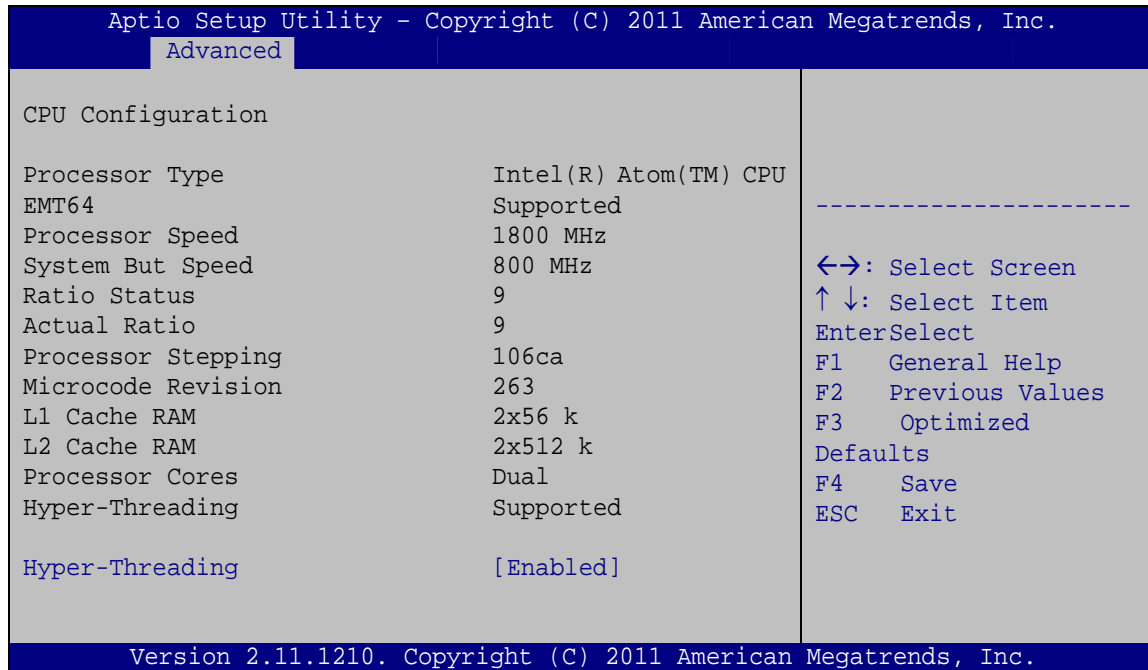 Aptio Setup Utility – Copyright (C) 2011 American Megatrends, Inc.
Advanced
CPU Configuration
Processor Type Intel(R) Atom(TM) CPU
EMT64 Supported
Processor Speed 1800 MHz
System But Speed 800 MHz
Ratio Status 9
Actual Ratio 9
Processor Stepping 106ca
Microcode Revision 263
L1 Cache RAM 2x56 k
L2 Cache RAM 2x512 k
Processor Cores Dual
Hyper-Threading Supported
Hyper-Threading [Enabled]
----------------------
←→: Select Screen
↑ ↓: Select Item
EnterSelect
F1 General Help
F2 Previous Values
F3 Optimized
Defaults
F4 Save
ESC Exit
Version 2.11.1210. Copyright (C) 2011 American Megatrends, Inc.